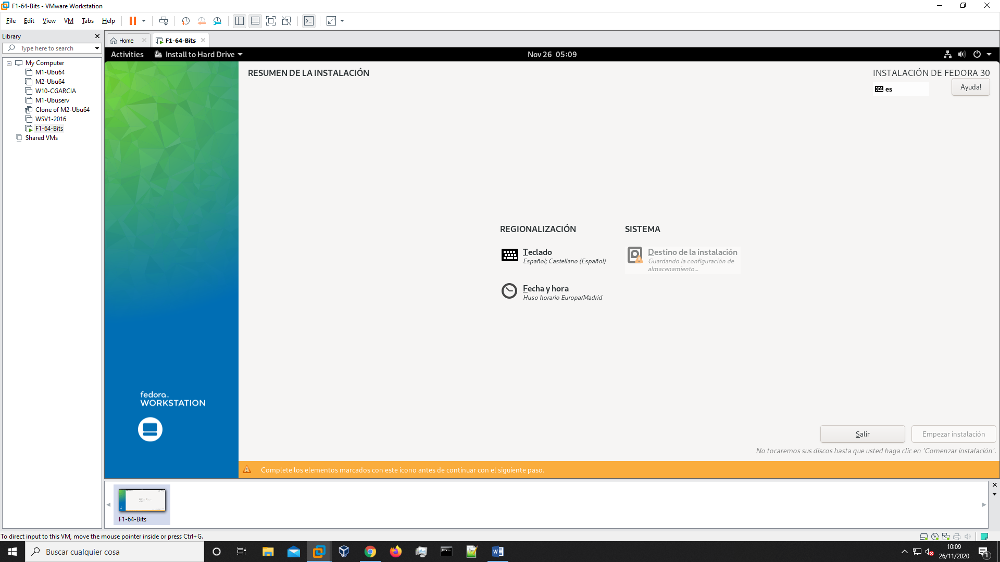 F1-64-Bits - VMware Workstation
File Edit View VM Tabs Help
Library
Type here to search
My Computer
M1-Ubu64
M2-Ubu64
W10-CGARCIA
M1-Ubuserv
Clone of M2-Ubu64
WSV1-2016
F1-64-Bits
Shared VMs
Home
F1-64-Bits
Activities
Install to Hard Drive
Nov 26 05:09
RESUMEN DE LA INSTALACIÓN
INSTALACIÓN DE FEDORA 30
es
Ayuda!
REGIONALIZACIÓN
Teclado
Español; Castellano (Español)
Fecha y hora
Huso horario Europa/Madrid
SISTEMA
Destino de la instalación
Guardando la configuración de
almacenamiento...
fedora
WORKSTATION
Salir
Empezar instalación
No tocaremos sus discos hasta que usted haga clic en 'Comenzar instalación'.
Complete los elementos marcados con este icono antes de continuar con el siguiente paso.
F1-64-Bits
To direct input to this VM, move the mouse pointer inside or press Ctrl+G.
Buscar cualquier cosa
10:09
26/11/2020
1